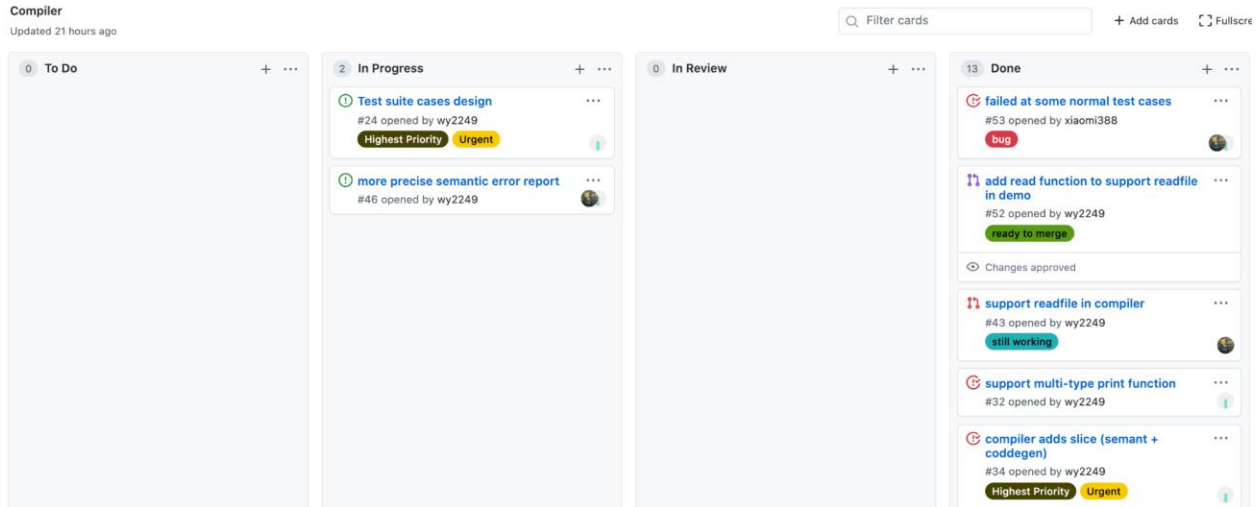 Compiler
Updated 21 hours ago
Filter cards
+ Add cards
Fullscre
0 To Do
2 In Progress
Test suite cases design
#24 opened by wy2249
Highest Priority Urgent
more precise semantic error report
#46 opened by wy2249
0 In Review
13 Done
failed at some normal test cases
#53 opened by xiaomi388
bug
add read function to support readfile
in demo
#52 opened by wy2249
ready to merge
Changes approved
support readfile in compiler
#43 opened by wy2249
still working
support multi-type print function
#32 opened by wy2249
compiler adds slice (semant +
coddegen)
#34 opened by wy2249
Highest Priority Urgent